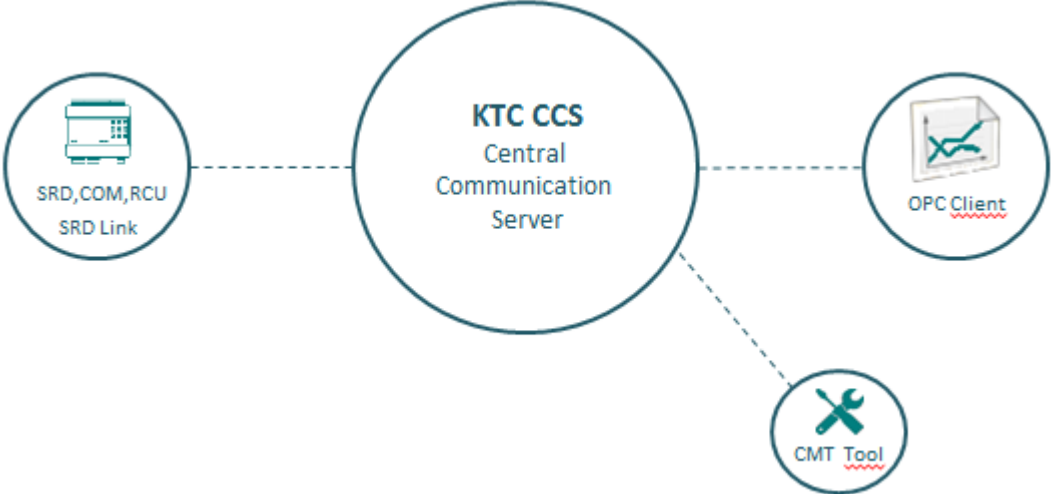 KTC CCS
Central
Communication
Server
SRD,COM,RCU
SRD Link
OPC Client
CMT Tool